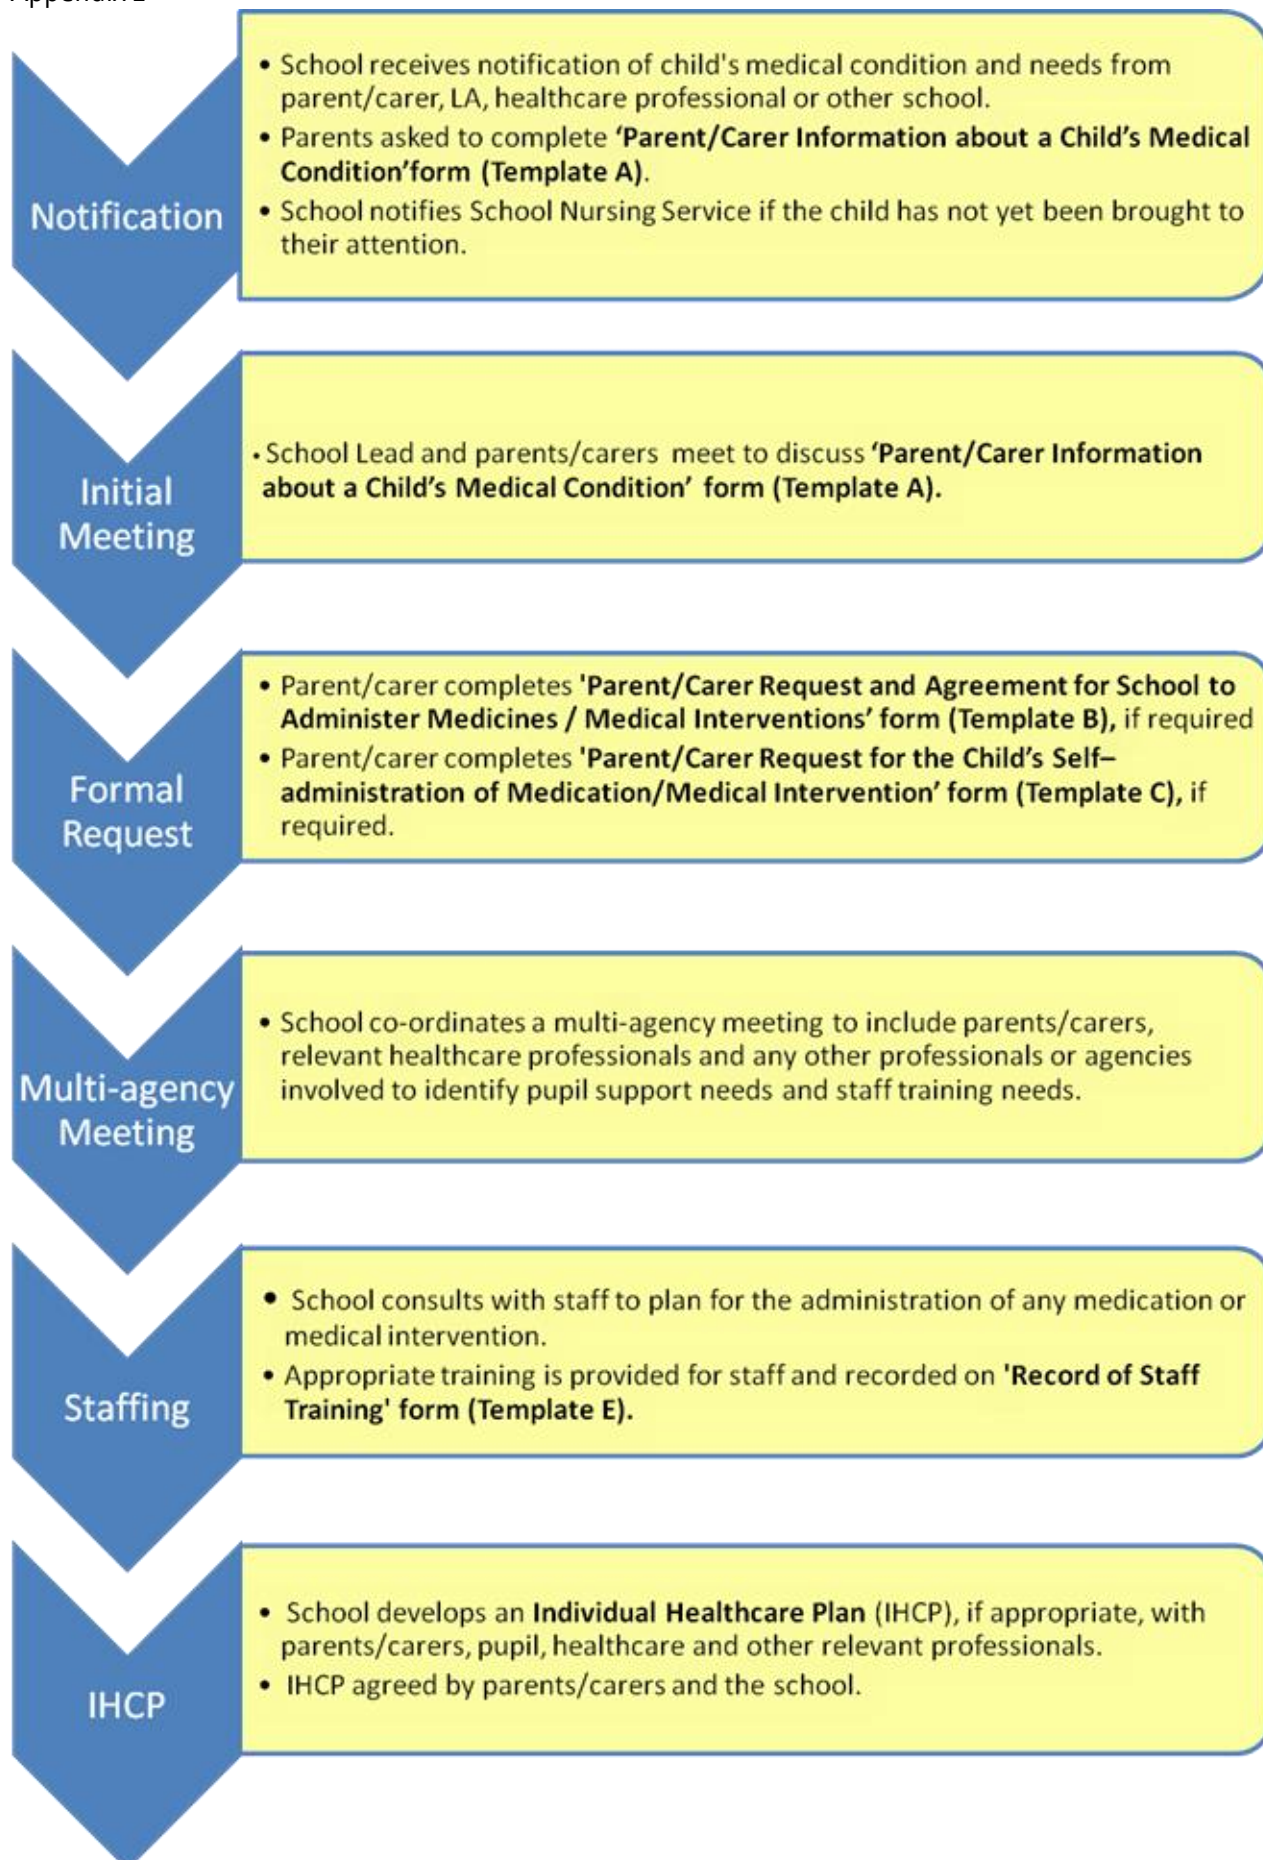 Notification
• School receives notification of child's medical condition and needs from
parent/carer, LA, healthcare professional or other school.
• Parents asked to complete ‘Parent/Carer Information about a Child’s Medical
Condition’form (Template A).
• School notifies School Nursing Service if the child has not yet been brought to
their attention.
Initial
Meeting
• School Lead and parents/carers meet to discuss ‘Parent/Carer Information
about a Child’s Medical Condition’ form (Template A).
Formal
Request
• Parent/carer completes 'Parent/Carer Request and Agreement for School to
Administer Medicines / Medical Interventions’ form (Template B), if required
• Parent/carer completes 'Parent/Carer Request for the Child’s Self–
administration of Medication/Medical Intervention’ form (Template C), if
required.
Multi-agency
Meeting
• School co-ordinates a multi-agency meeting to include parents/carers,
relevant healthcare professionals and any other professionals or agencies
involved to identify pupil support needs and staff training needs.
Staffing
• School consults with staff to plan for the administration of any medication or
medical intervention.
• Appropriate training is provided for staff and recorded on 'Record of Staff
Training' form (Template E).
IHCP
• School develops an Individual Healthcare Plan (IHCP), if appropriate, with
parents/carers, pupil, healthcare and other relevant professionals.
• IHCP agreed by parents/carers and the school.